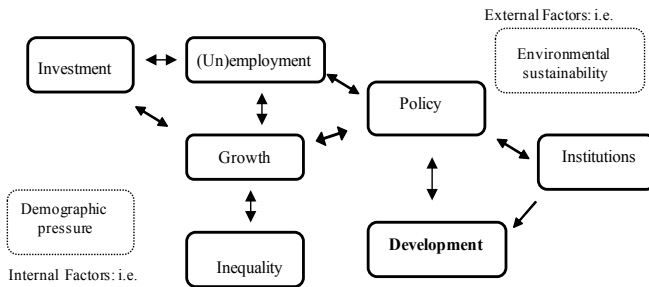 External Factors: i.e.
Environmental
sustainability
Investment
(Un)employment
Policy
Growth
Institutions
Demographic
pressure
Development
Inequality
Internal Factors: i.e.